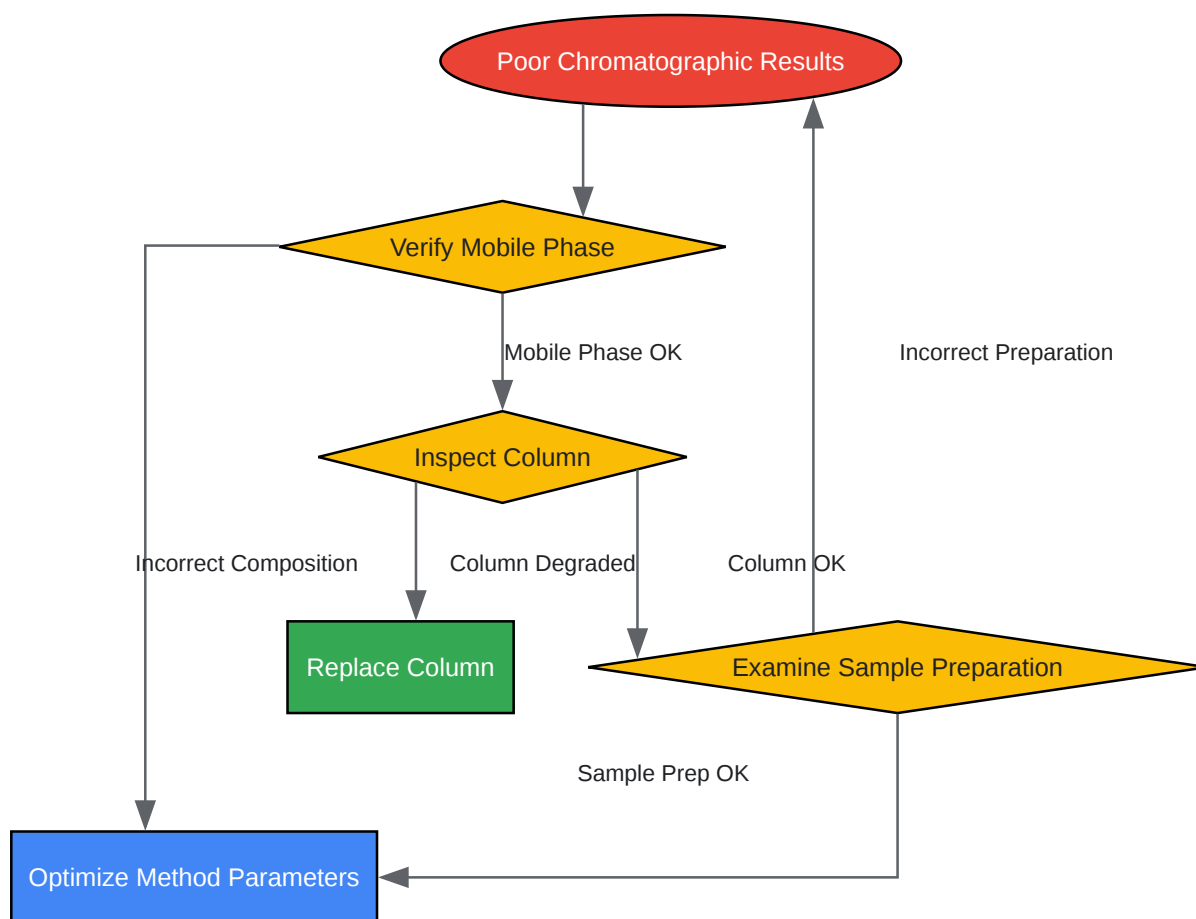 Poor Chromatographic Results
Verify Mobile Phase
Mobile Phase OK
Incorrect Preparation
Inspect Column
Incorrect Composition
Column Degraded
Column OK
Replace Column
Examine Sample Preparation
Sample Prep OK
Optimize Method Parameters